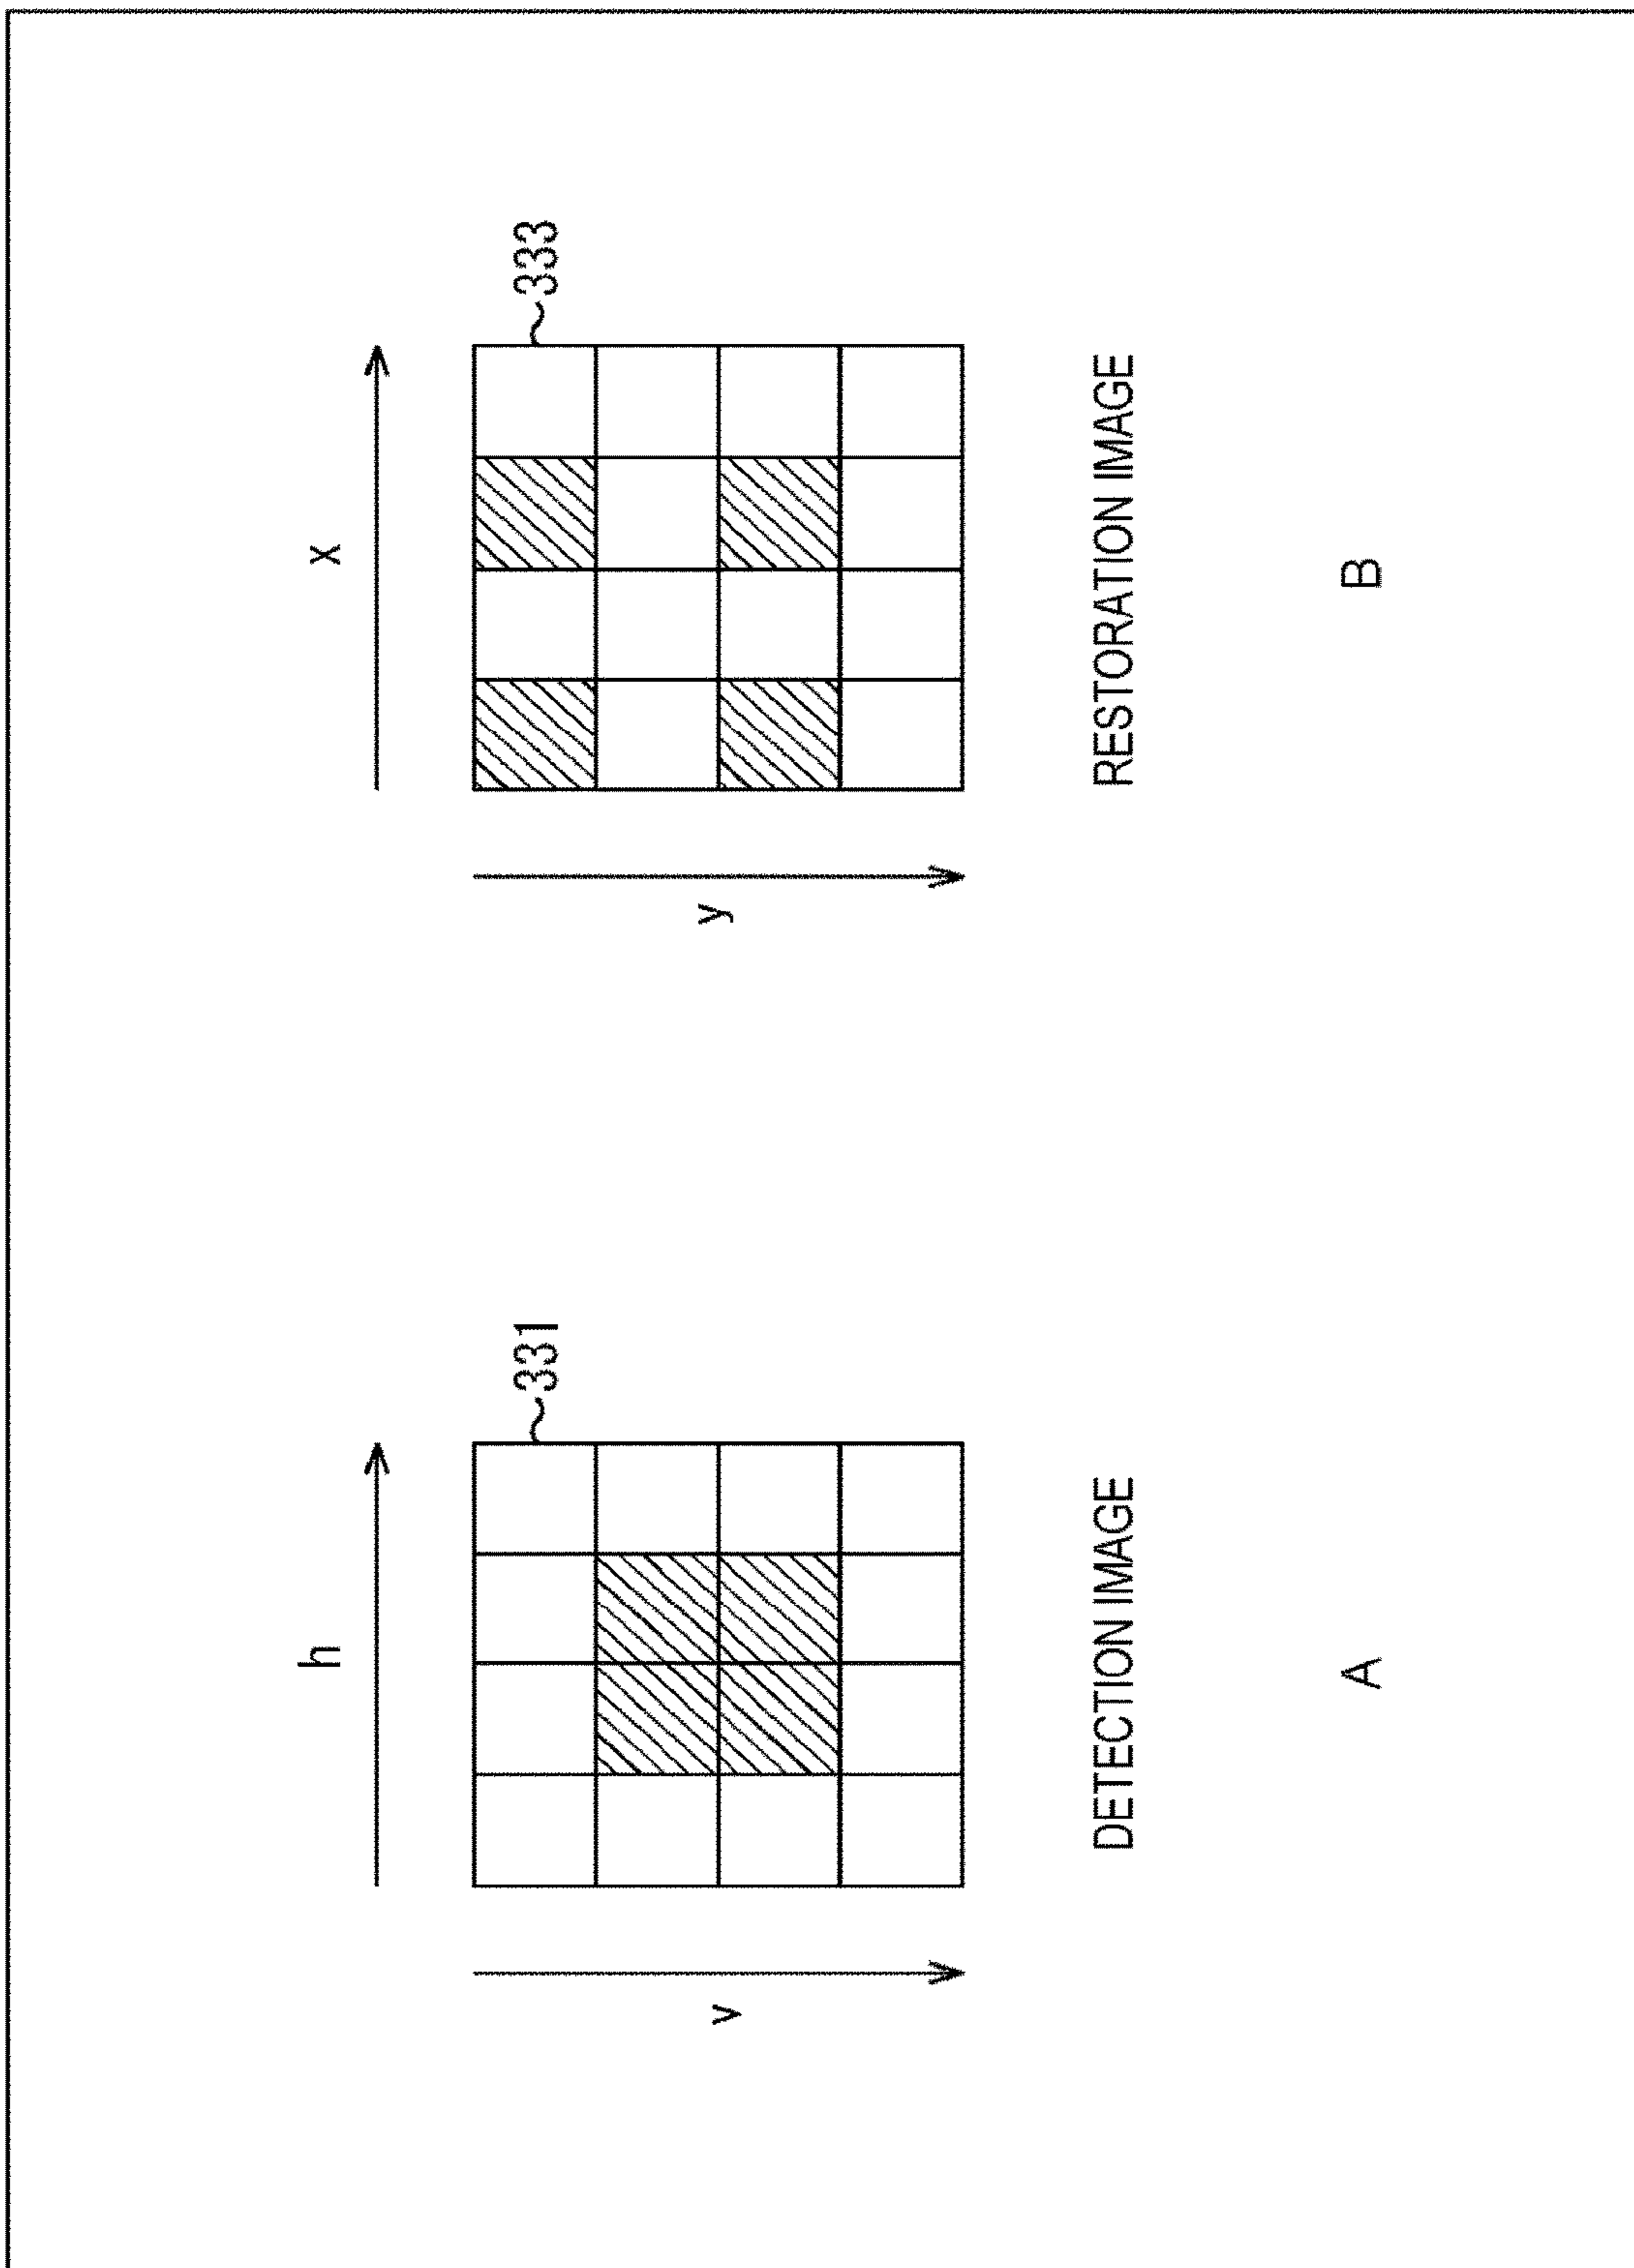 h
v
331
DETECTION IMAGE
A
x
y
333
RESTORATION IMAGE
B